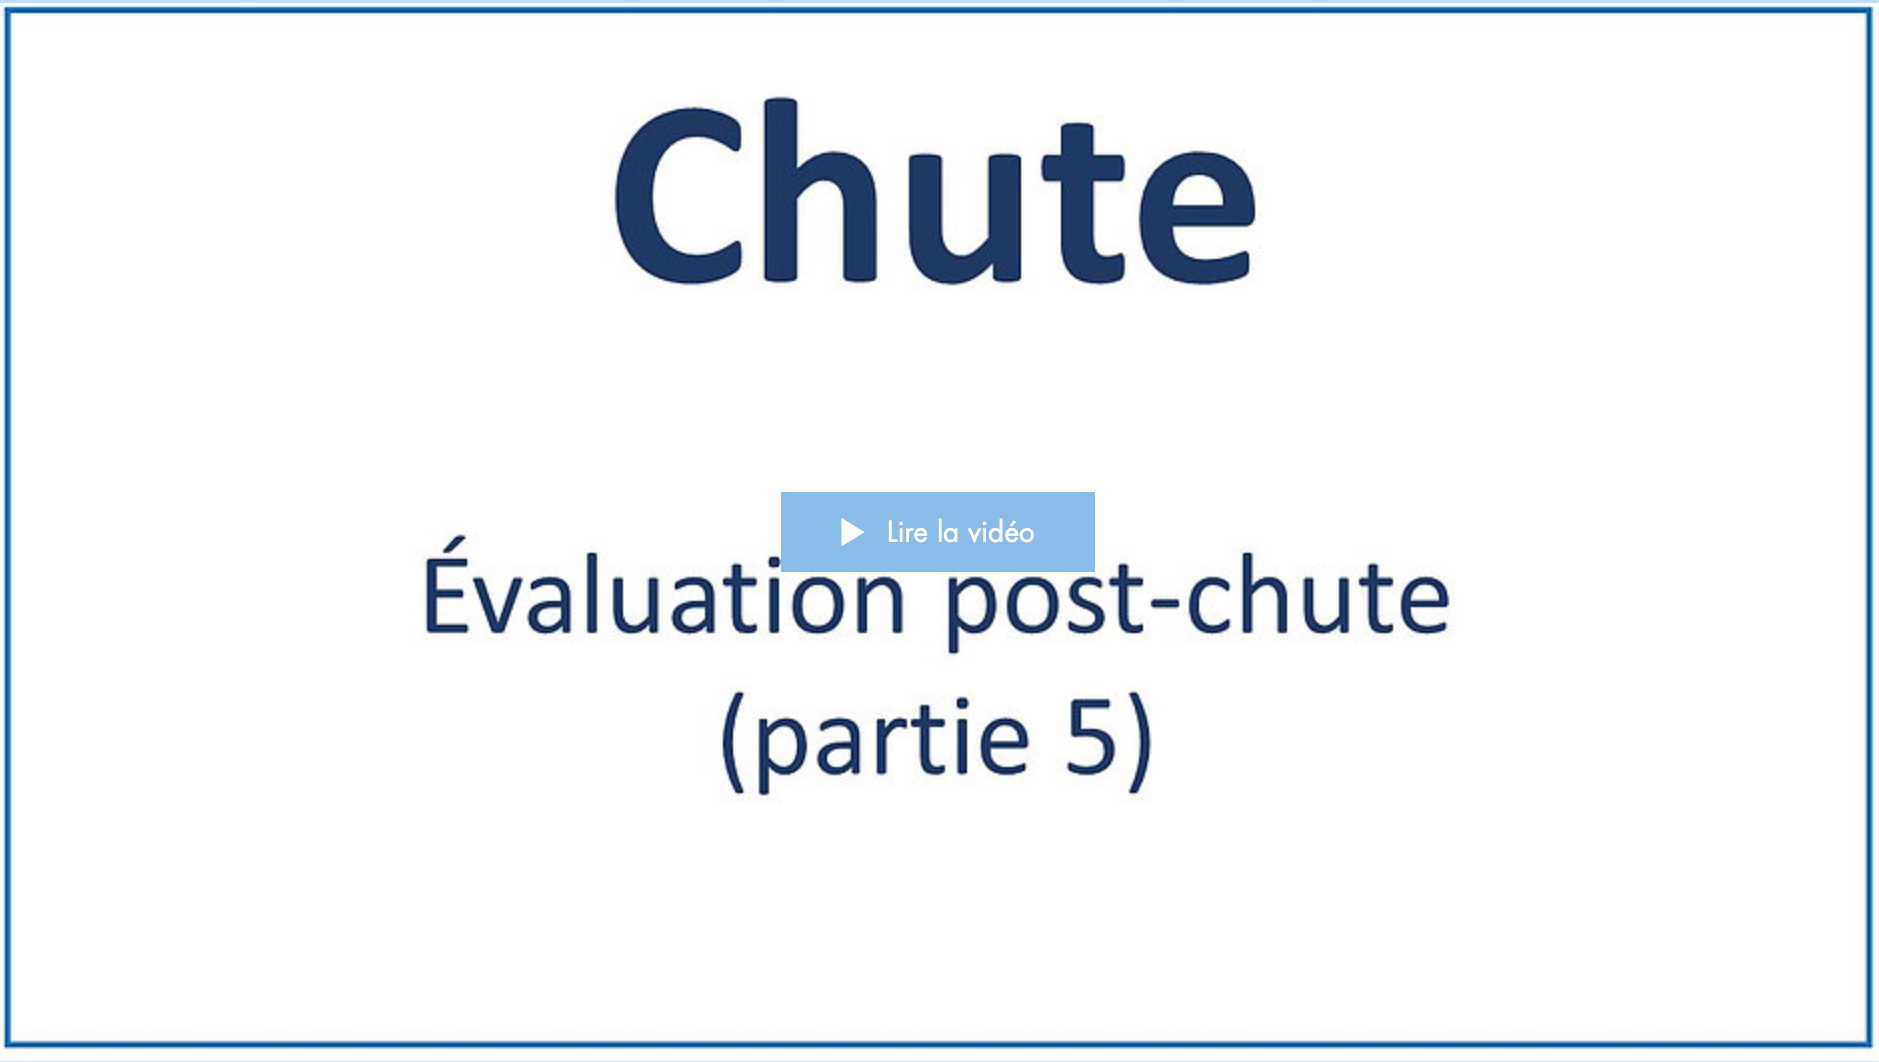 Chute
Lire la vidéo
Évaluation post-chute
(partie 5)